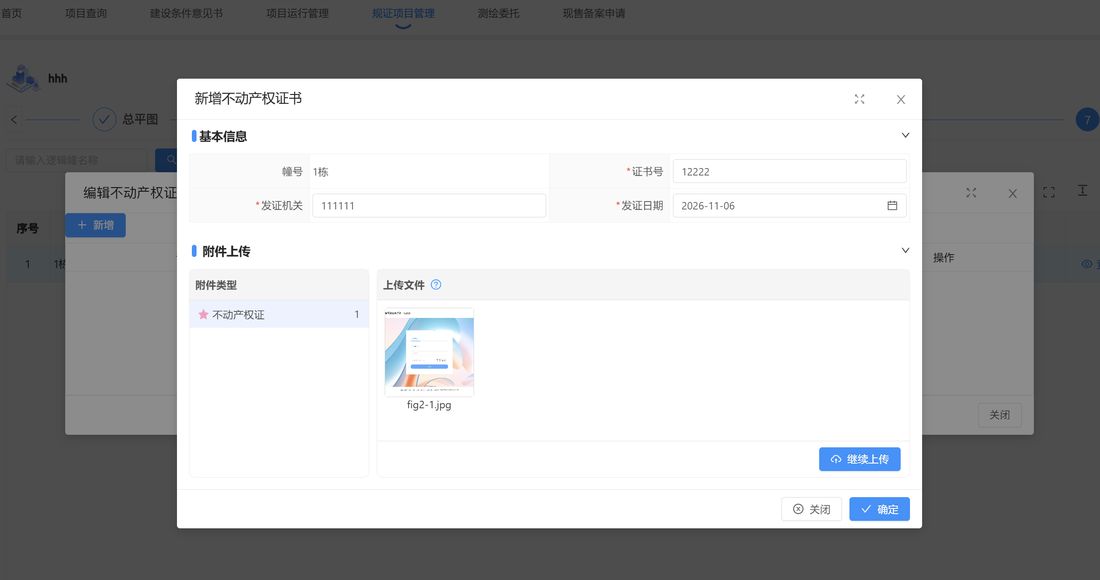 首页 项目查询 建设条件意见书 项目运行管理 规证项目管理 测绘委托 现售备案申请
hhh
新增不动产权证书
总平图 7
基本信息
请输入逻辑幢名称
幢号 1栋 *证书号 12222
编辑不动产权证
*发证机关 111111 *发证日期 2026-11-06
序号
+ 新增
附件上传
操作
1 1栋
附件类型 上传文件
不动产权证 1
fig2-1.jpg
关闭
继续上传
关闭 确定